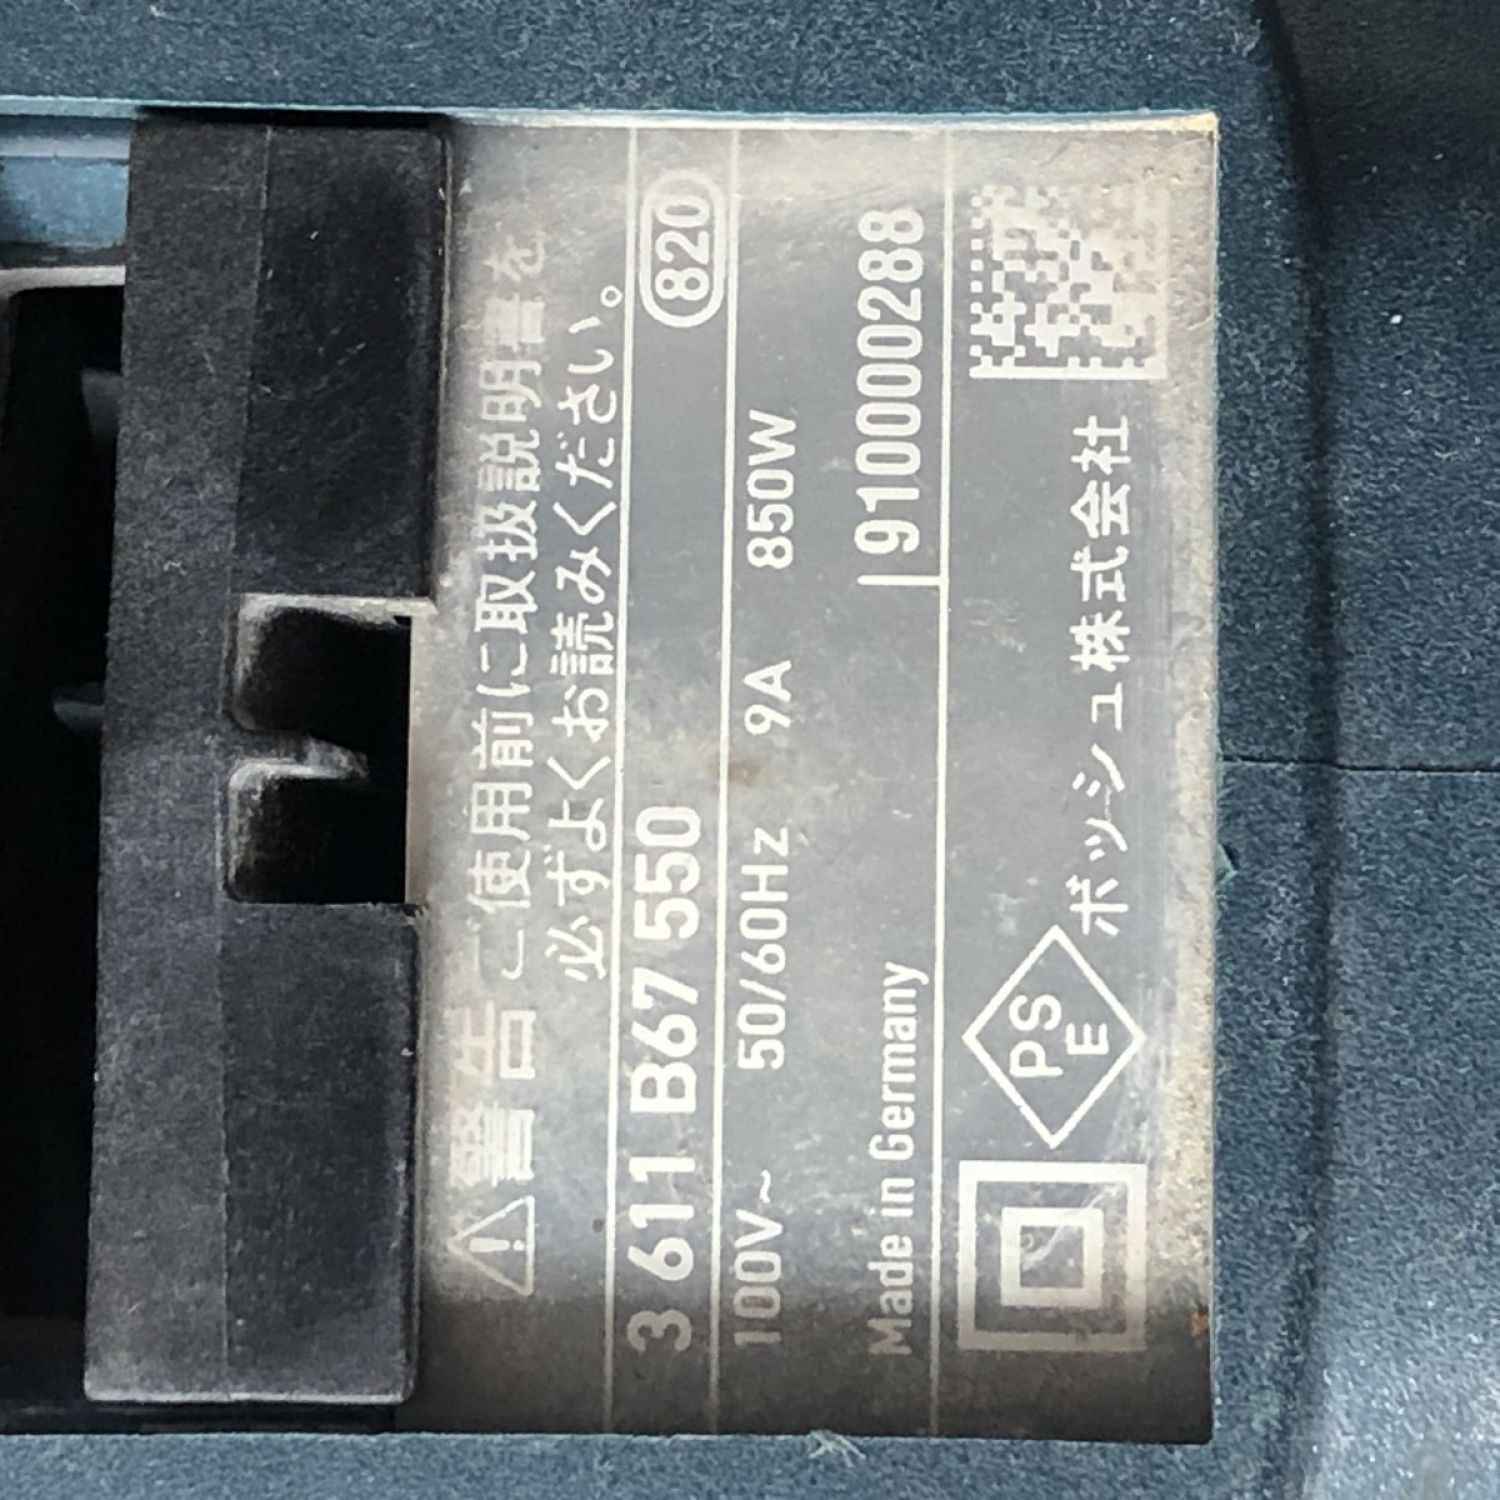 警告 ご使用前に取扱説明書を
必ずよくお読みください。
3 611 B67 550 820
100V~ 50/60Hz 9A 850W
Made in Germany 910000288
PS
E
ボッシュ株式会社